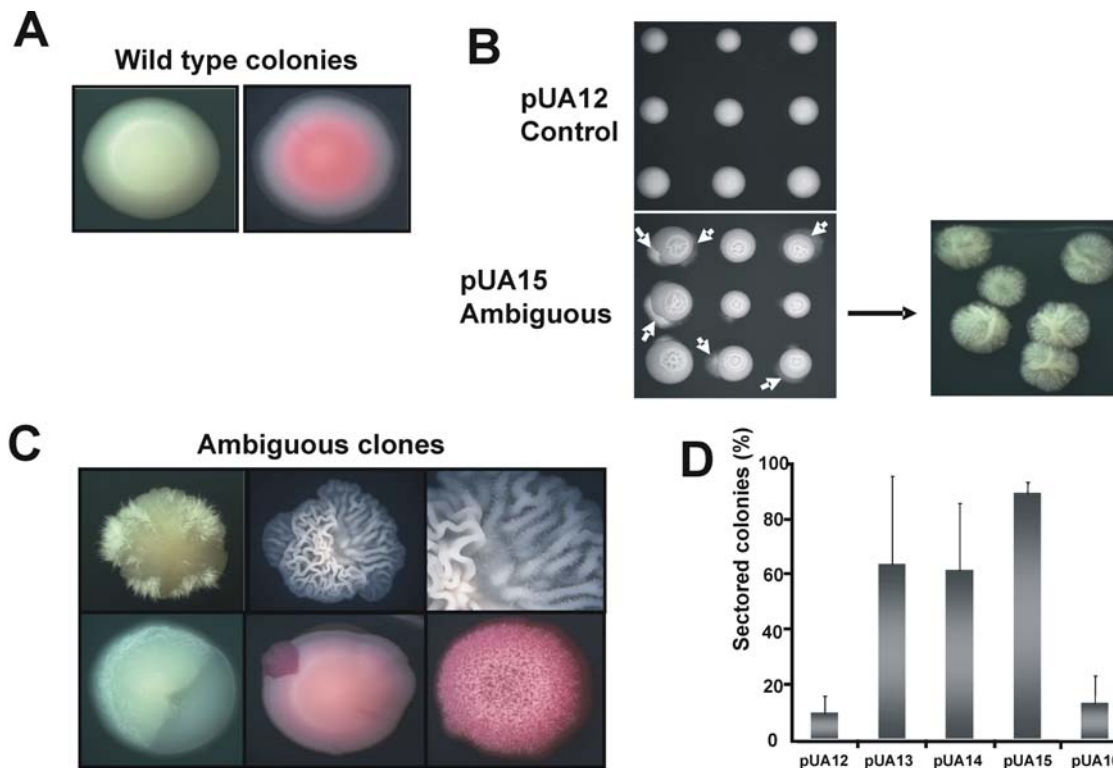 A
Wild type colonies
B
pUA12
Control
pUA15
Ambiguous
C
Ambiguous clones
D
Sectored colonies (%)
100
80
60
40
20
0
pUA12 pUA13 pUA14 pUA15